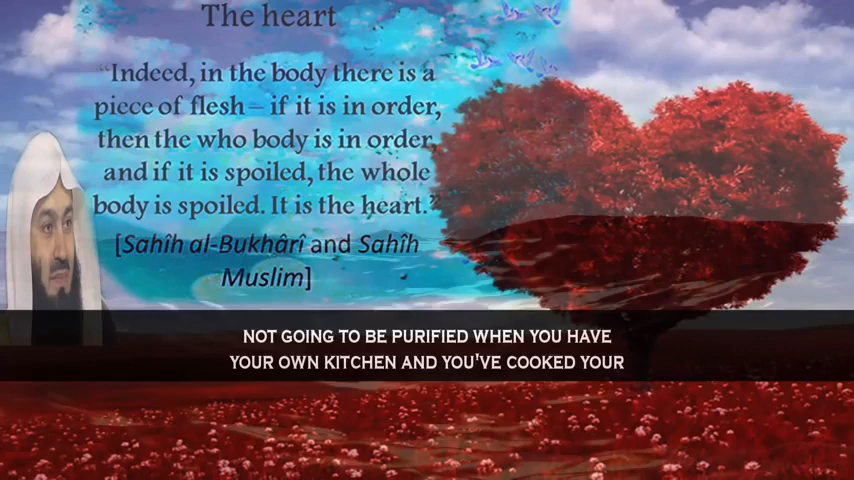 The heart
"Indeed, in the body there is a
piece of flesh – if it is in order,
then the who body is in order,
and if it is spoiled, the whole
body is spoiled. It is the heart."
[Sahîh al-Bukhârî and Sahîh
Muslim]
NOT GOING TO BE PURIFIED WHEN YOU HAVE
YOUR OWN KITCHEN AND YOU'VE COOKED YOUR